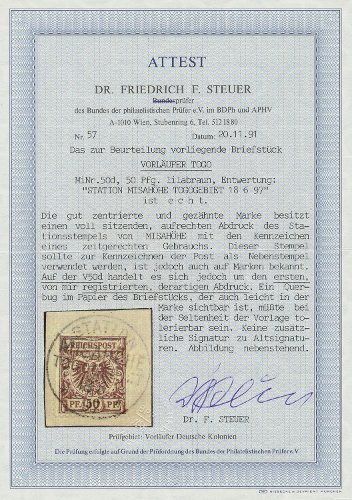 ATTEST
DR. FRIEDRICH F. STEUER
Bundesprüfer
des Bundes der philatelistischen Prüfer e.V. im BDPh und APHV
A-1010 Wien, Stubenring 6, Tel. 512 18 80
Nr. 57 Datum: 20.11.91
Das zur Beurteilung vorliegende Briefstück
VORLÄUFER TOGO
MiNr.50d, 50 Pfg. lilabraun, Entwertung:
"STATION MISAHÖHE TOGOGEBIET 18 6 97"
ist e c h t.
Die gut zentrierte und gezähnte Marke besitzt
einen voll sitzenden, aufrechten Abdruck des Sta-
tionsstempels von MISAHÖHE mit den Kennzeichen
eines zeitgerechten Gebrauchs. Dieser Stempel
sollte zur Kennzeichen der Post als Nebenstempel
verwendet werden, ist jedoch auch auf Marken bekannt.
Auf der V50d handelt es sich jedoch um den ersten,
von mir registrierten, derartigen Abdruck. Ein Quer-
bug im Papier des Briefstücks, der auch leicht in der
Marke sichtbar ist, müßte bei
der Seltenheit der Vorlage to-
lerierbar sein. Keine zusätz-
liche Signatur zu Altsignatu-
ren. Abbildung nebenstehend.
STATION
REICHSPOST
PF. 50 PF.
Dr. F. STEUER
Prüfgebiet: Vorläufer Deutsche Kolonien
Die Prüfung erfolgte auf Grund der Prüfordnung des Bundes der Philatelistischen Prüfer e.V.